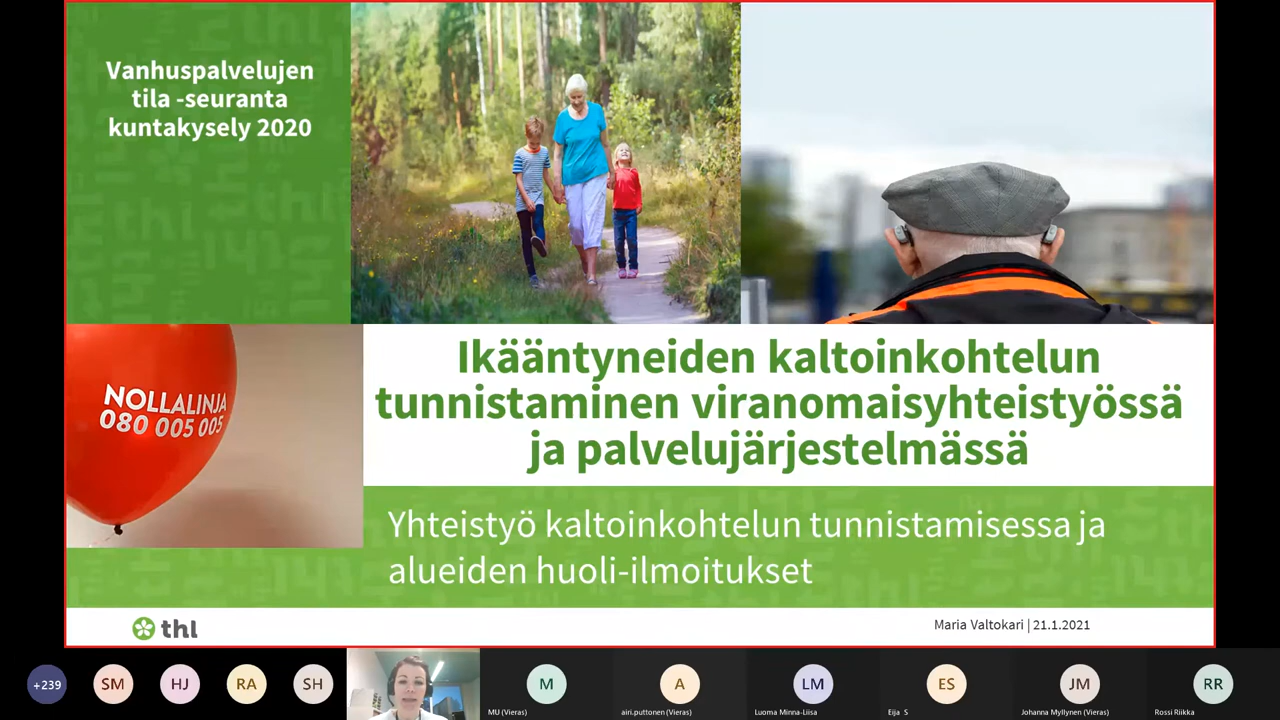 Vanhuspalvelujen
tila -seuranta
kuntakysely 2020
NOLLALINJA
080 005 005
Ikääntyneiden kaltoinkohtelun
tunnistaminen viranomaisyhteistyössä
ja palvelujärjestelmässä
Yhteistyö kaltoinkohtelun tunnistamisessa ja
alueiden huoli-ilmoitukset
thl
Maria Valtokari | 21.1.2021
+239
SM
HJ
RA
SH
M
A
LM
ES
JM
RR
MU (Vieras)
airi.puttonen (Vieras)
Luoma Minna-Liisa
Eija S
Johanna Myllynen (Vieras)
Rossi Riikka